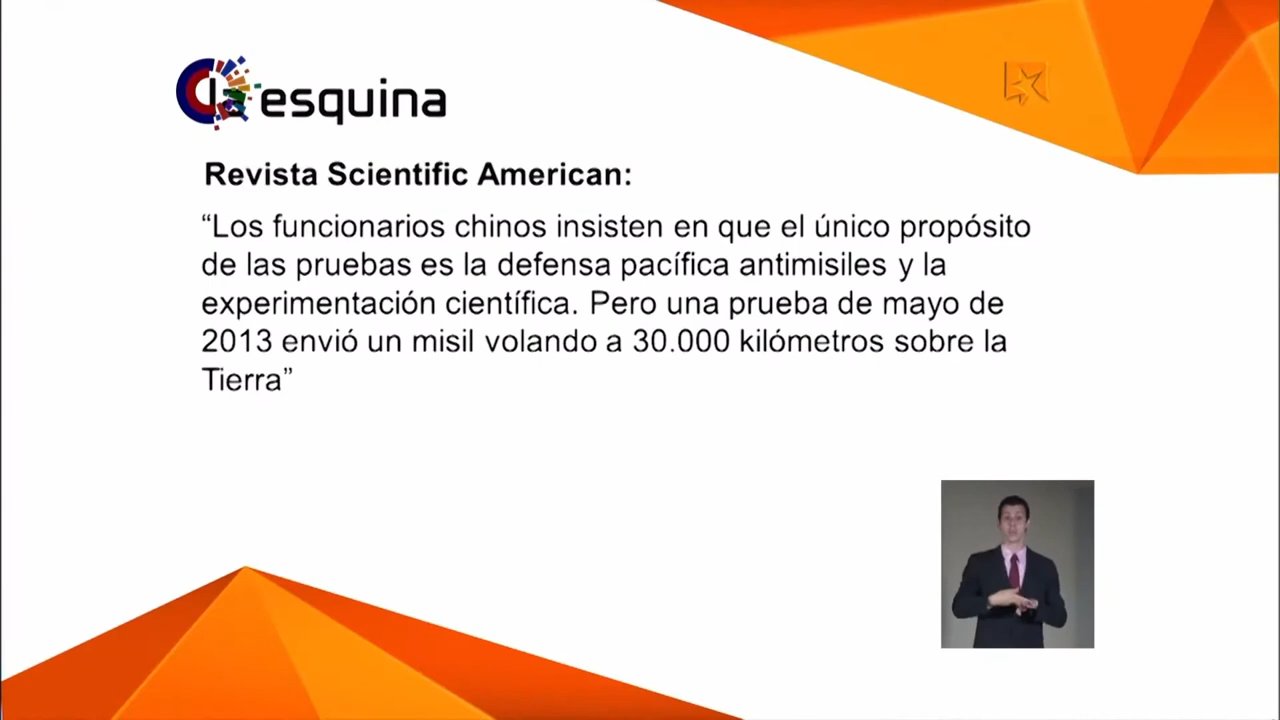 esquina
Revista Scientific American:
“Los funcionarios chinos insisten en que el único propósito
de las pruebas es la defensa pacífica antimisiles y la
experimentación científica. Pero una prueba de mayo de
2013 envió un misil volando a 30.000 kilómetros sobre la
Tierra”